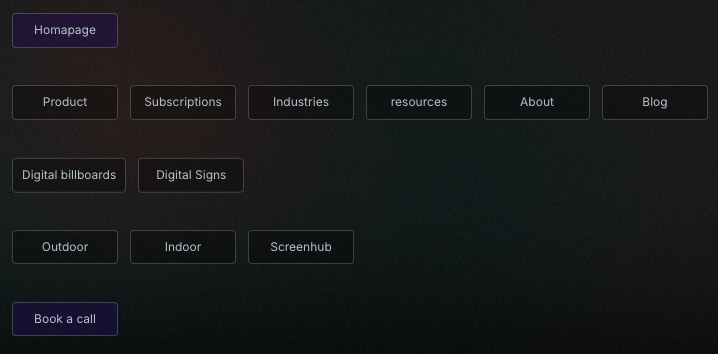 Homapage
Product Subscriptions Industries resources About Blog
Digital billboards Digital Signs
Outdoor Indoor Screenhub
Book a call